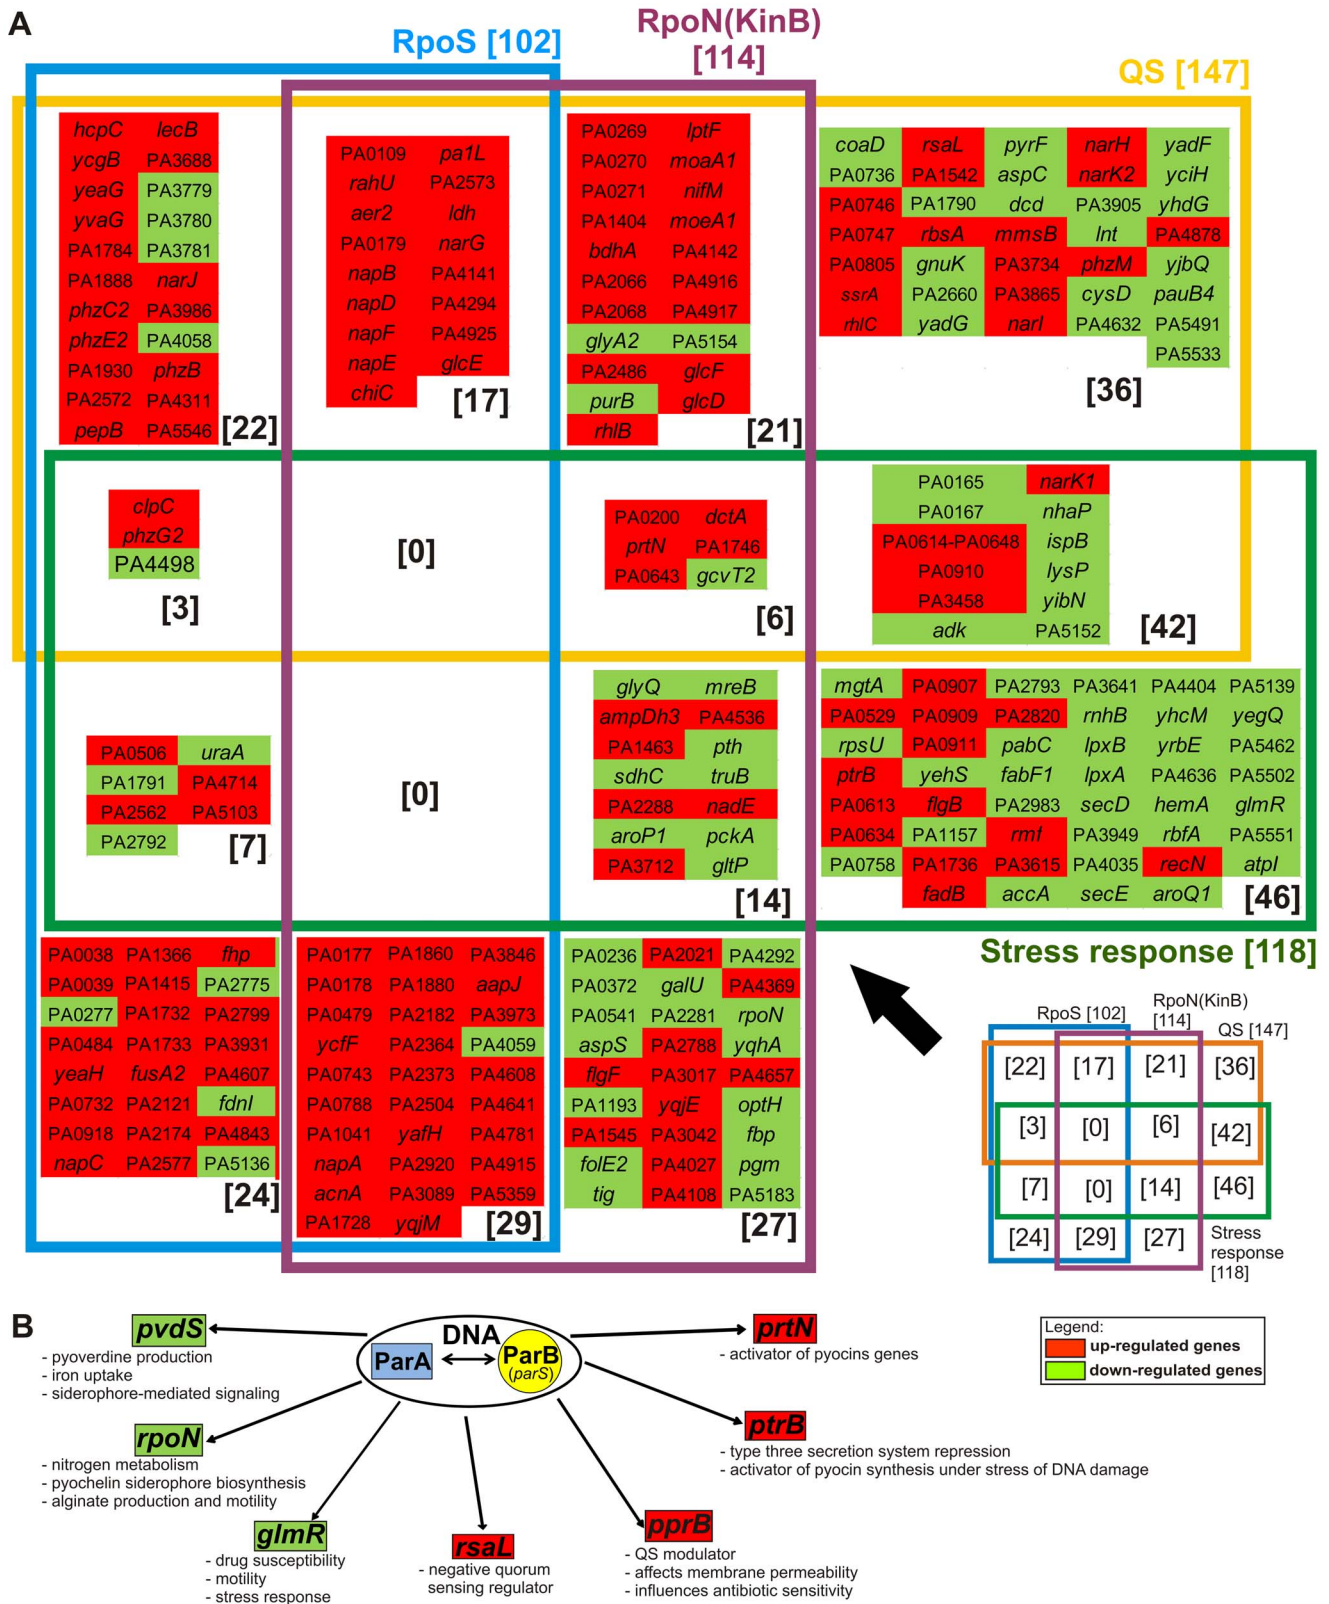 A
RpoS [102]
RpoN(KinB)
[114]
QS [147]
hcpC lecB
ycgB PA3688
yeaG PA3779
yvaG PA3780
PA1784 PA3781
PA1888 narJ
phzC2 PA3986
phzE2 PA4058
PA1930 phzB
PA2572 PA4311
pepB PA5546
[22]
PA0109 pa1L
rahU PA2573
aer2 ldh
PA0179 narG
napB PA4141
napD PA4294
napF PA4925
napE glcE
chiC
[17]
PA0269 lptF
PA0270 moaA1
PA0271 nifM
PA1404 moeA1
bdhA PA4142
PA2066 PA4916
PA2068 PA4917
glyA2 PA5154
PA2486 glcF
purB glcD
rhlB
[21]
coaD rsaL pyrF narH yadF
PA0736 PA1542 aspC narK2 yciH
PA0746 PA1790 dcd PA3905 yhdG
PA0747 rbsA mmsB lnt PA4878
PA0805 gnuK PA3734 phzM yjbQ
ssrA PA2660 PA3865 cysD pauB4
rhlC yadG narI PA4632 PA5491
PA5533
[36]
clpC
phzG2
PA4498
[3]
[0]
PA0200 dctA
prtN PA1746
PA0643 gcvT2
[6]
PA0165 narK1
PA0167 nhaP
PA0614-PA0648 ispB
PA0910 lysP
PA3458 yibN
adk PA5152
[42]
PA0506 uraA
PA1791 PA4714
PA2562 PA5103
PA2792
[7]
[0]
glyQ mreB
ampDh3 PA4536
PA1463 pth
sdhC truB
PA2288 nadE
aroP1 pckA
PA3712 gltP
[14]
mgtA PA0907 PA2793 PA3641 PA4404 PA5139
PA0529 PA0909 PA2820 rnhB yhcM yegQ
rpsU PA0911 pabC lpxB yrbE PA5462
ptrB yehS fabF1 lpxA PA4636 PA5502
PA0613 flgB PA2983 secD hemA glmR
PA0634 PA1157 rmf PA3949 rbfA PA5551
PA0758 PA1736 PA3615 PA4035 recN atpI
fadB accA secE aroQ1
[46]
Stress response [118]
PA0038 PA1366 fhp
PA0039 PA1415 PA2775
PA0277 PA1732 PA2799
PA0484 PA1733 PA3931
yeaH fusA2 PA4607
PA0732 PA2121 fdnI
PA0918 PA2174 PA4843
napC PA2577 PA5136
[24]
PA0177 PA1860 PA3846
PA0178 PA1880 aapJ
PA0479 PA2182 PA3973
ycfF PA2364 PA4059
PA0743 PA2373 PA4608
PA0788 PA2504 PA4641
PA1041 yafH PA4781
napA PA2920 PA4915
acnA PA3089 PA5359
PA1728 yqjM
[29]
PA0236 PA2021 PA4292
PA0372 galU PA4369
PA0541 PA2281 rpoN
aspS PA2788 yqhA
flgF PA3017 PA4657
PA1193 yqjE optH
PA1545 PA3042 fbp
folE2 PA4027 pgm
tig PA4108 PA5183
[27]
RpoS [102]
RpoN(KinB)
[114]
QS [147]
[22] [17] [21] [36]
[3] [0] [6] [42]
[7] [0] [14] [46]
[24] [29] [27]
Stress
response
[118]
B
pvdS
- pyoverdine production
- iron uptake
- siderophore-mediated signaling
rpoN
- nitrogen metabolism
- pyochelin siderophore biosynthesis
- alginate production and motility
glmR
- drug susceptibility
- motility
- stress response
DNA
ParA
ParB
(parS)
rsaL
- negative quorum
sensing regulator
pprB
- QS modulator
- affects membrane permeability
- influences antibiotic sensitivity
prtN
- activator of pyocins genes
ptrB
- type three secretion system repression
- activator of pyocin synthesis under stress of DNA damage
Legend:
up-regulated genes
down-regulated genes